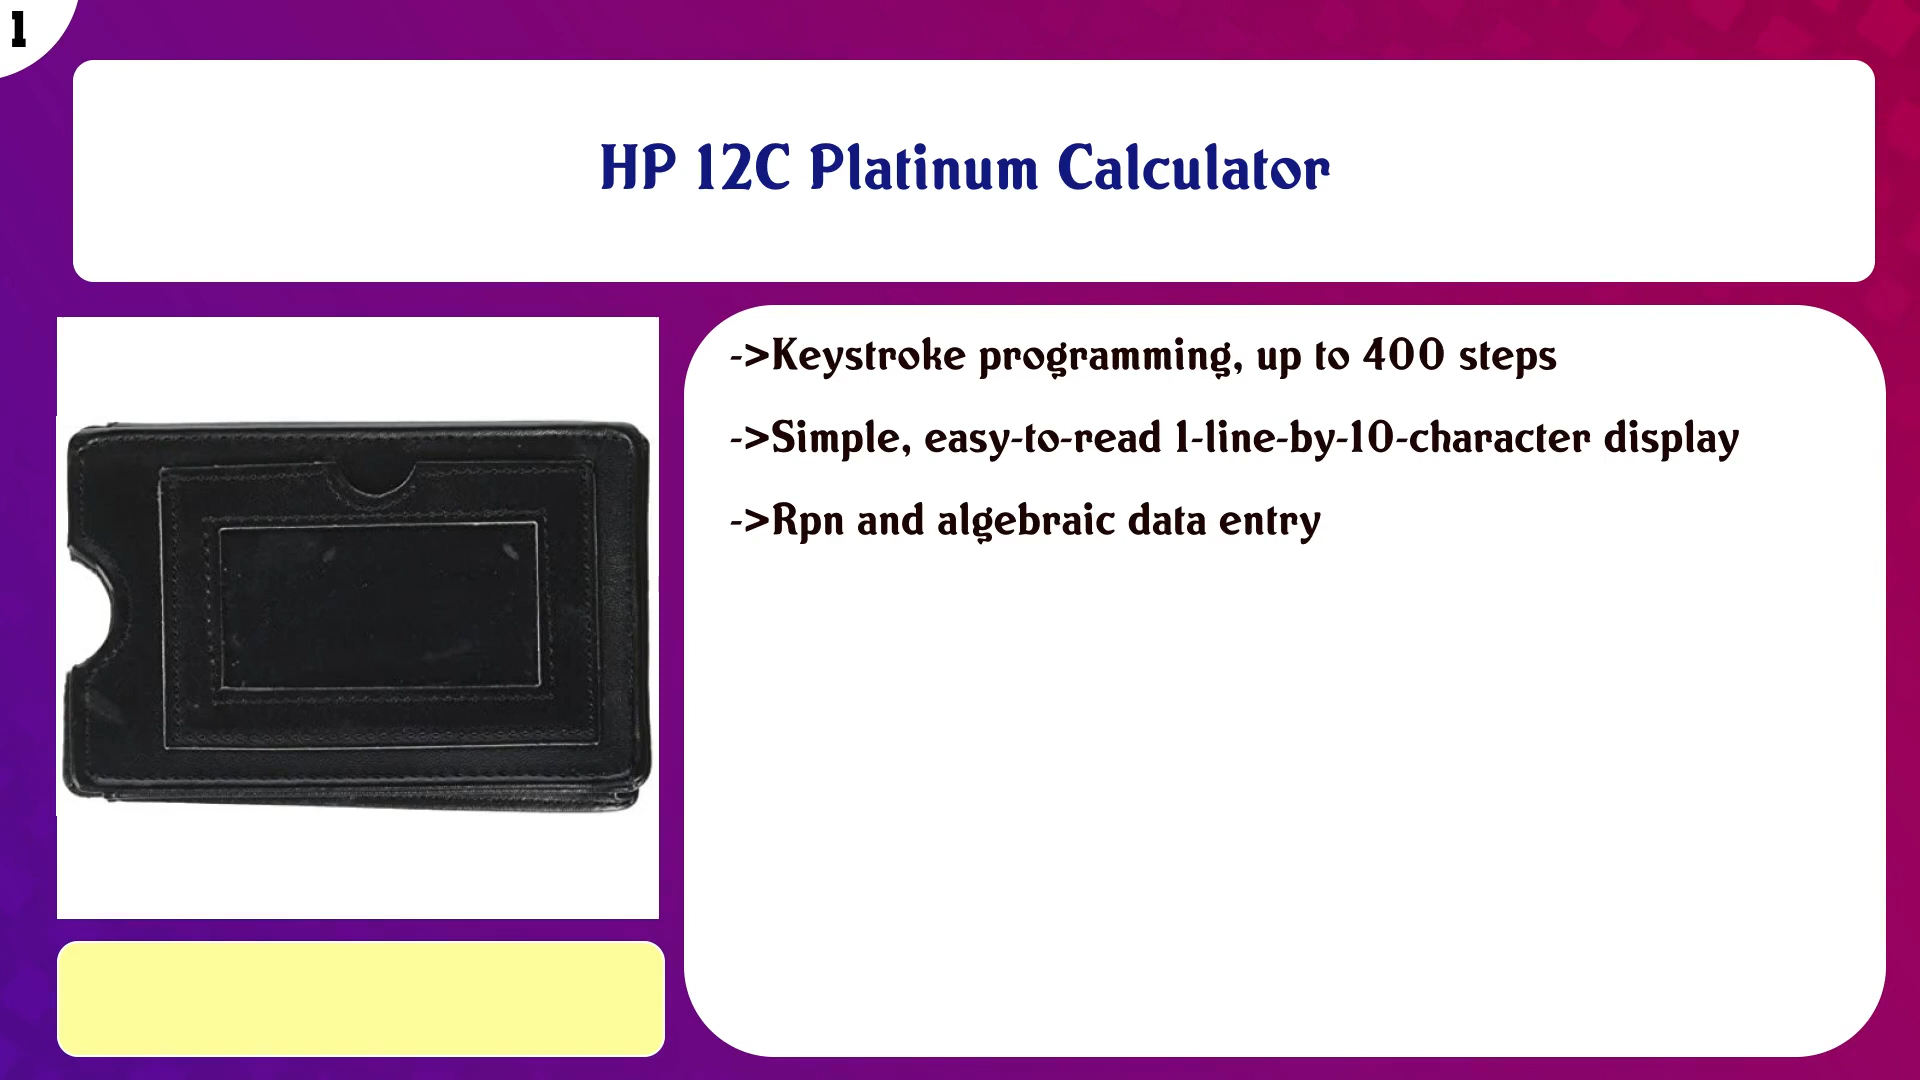 1
HP 12C Platinum Calculator
->Keystroke programming, up to 400 steps
->Simple, easy-to-read 1-line-by-10-character display
->Rpn and algebraic data entry